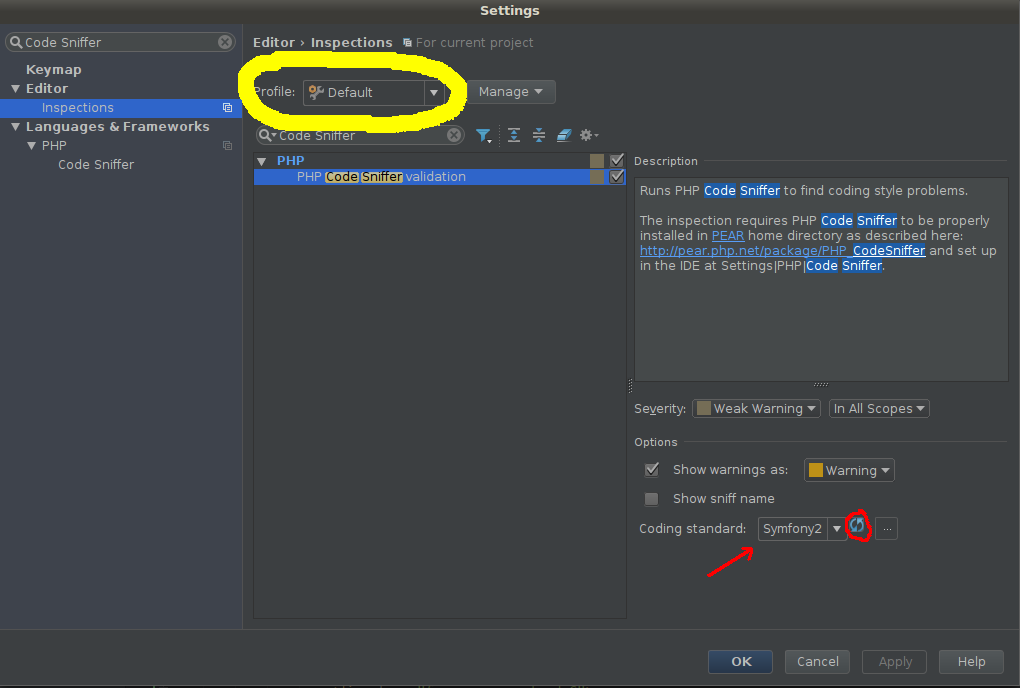 Settings
Code Sniffer
Keymap
Editor
Inspections
Languages & Frameworks
PHP
Code Sniffer
Editor › Inspections For current project
Profile: Default Manage
Code Sniffer
PHP
PHP Code Sniffer validation
Description
Runs PHP Code Sniffer to find coding style problems.
The inspection requires PHP Code Sniffer to be properly
installed in PEAR home directory as described here:
http://pear.php.net/package/PHP_CodeSniffer and set up
in the IDE at Settings|PHP|Code Sniffer.
Severity: Weak Warning In All Scopes
Options
Show warnings as: Warning
Show sniff name
Coding standard: Symfony2 ...
OK Cancel Apply Help